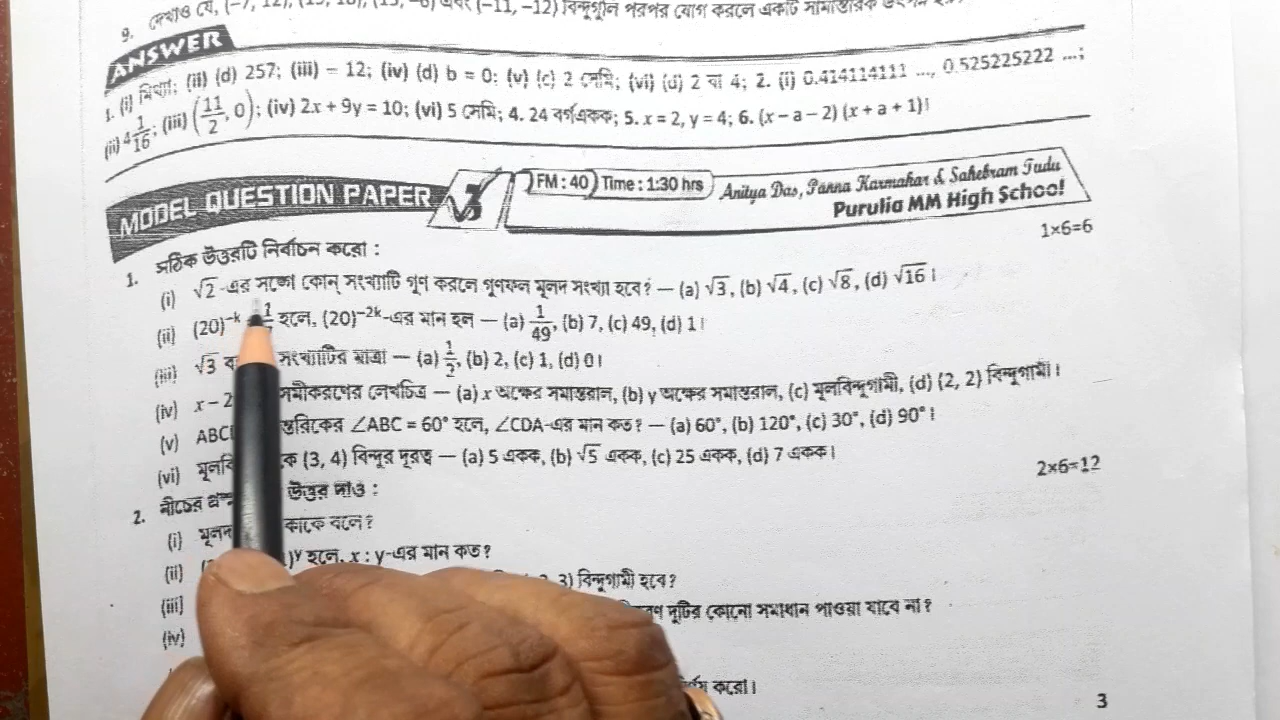 9. দেখাও যে, (−7, 12), (19, 18), (15, −6) এবং (−11, −12) বিন্দুগুলি পরপর যোগ করলে একটি সামান্তরিক
ANSWER
1. (i) মিথ্যা; (ii) (d) 257; (iii) − 12; (iv) (d) b = 0; (v) (c) 2 সেমি; (vi) (d) 2 বা 4; 2. (i) 0.414114111 ..., 0.525225222 ...;
(ii) 4 1/16; (iii) (11/2, 0); (iv) 2x + 9y = 10; (vi) 5 সেমি; 4. 24 বর্গএকক; 5. x = 2, y = 4; 6. (x − a − 2) (x + a + 1)।
MODEL QUESTION PAPER 3
FM : 40 Time : 1:30 hrs
Anitya Das, Panna Karmakar & Sahebram Tudu
Purulia MM High School
1. সঠিক উত্তরটি নির্বাচন করো : 1×6=6
(i) √2-এর সঙ্গে কোন্ সংখ্যাটি গুণ করলে গুণফল মূলদ সংখ্যা হবে? — (a) √3, (b) √4, (c) √8, (d) √16।
(ii) (20)⁻ᵏ হলে, (20)⁻²ᵏ-এর মান হল — (a) 1/49, (b) 7, (c) 49, (d) 1।
(iii) √3 সংখ্যাটির মাত্রা — (a) 1/2, (b) 2, (c) 1, (d) 0।
(iv) x − 2 সমীকরণের লেখচিত্র — (a) x অক্ষের সমান্তরাল, (b) y অক্ষের সমান্তরাল, (c) মূলবিন্দুগামী, (d) (2, 2) বিন্দুগামী।
(v) ABC ∠ABC = 60° হলে, ∠CDA-এর মান কত? — (a) 60°, (b) 120°, (c) 30°, (d) 90°।
(vi) (3, 4) বিন্দুর দূরত্ব — (a) 5 একক, (b) √5 একক, (c) 25 একক, (d) 7 একক।
2. নীচের উত্তর দাও : 2×6=12
(i) মূলদ কাকে বলে?
(ii) )ʸ হলে, x : y-এর মান কত?
(iii) 3) বিন্দুগামী হবে?
(iv) দুটির কোনো সমাধান পাওয়া যাবে না?
করো।
3